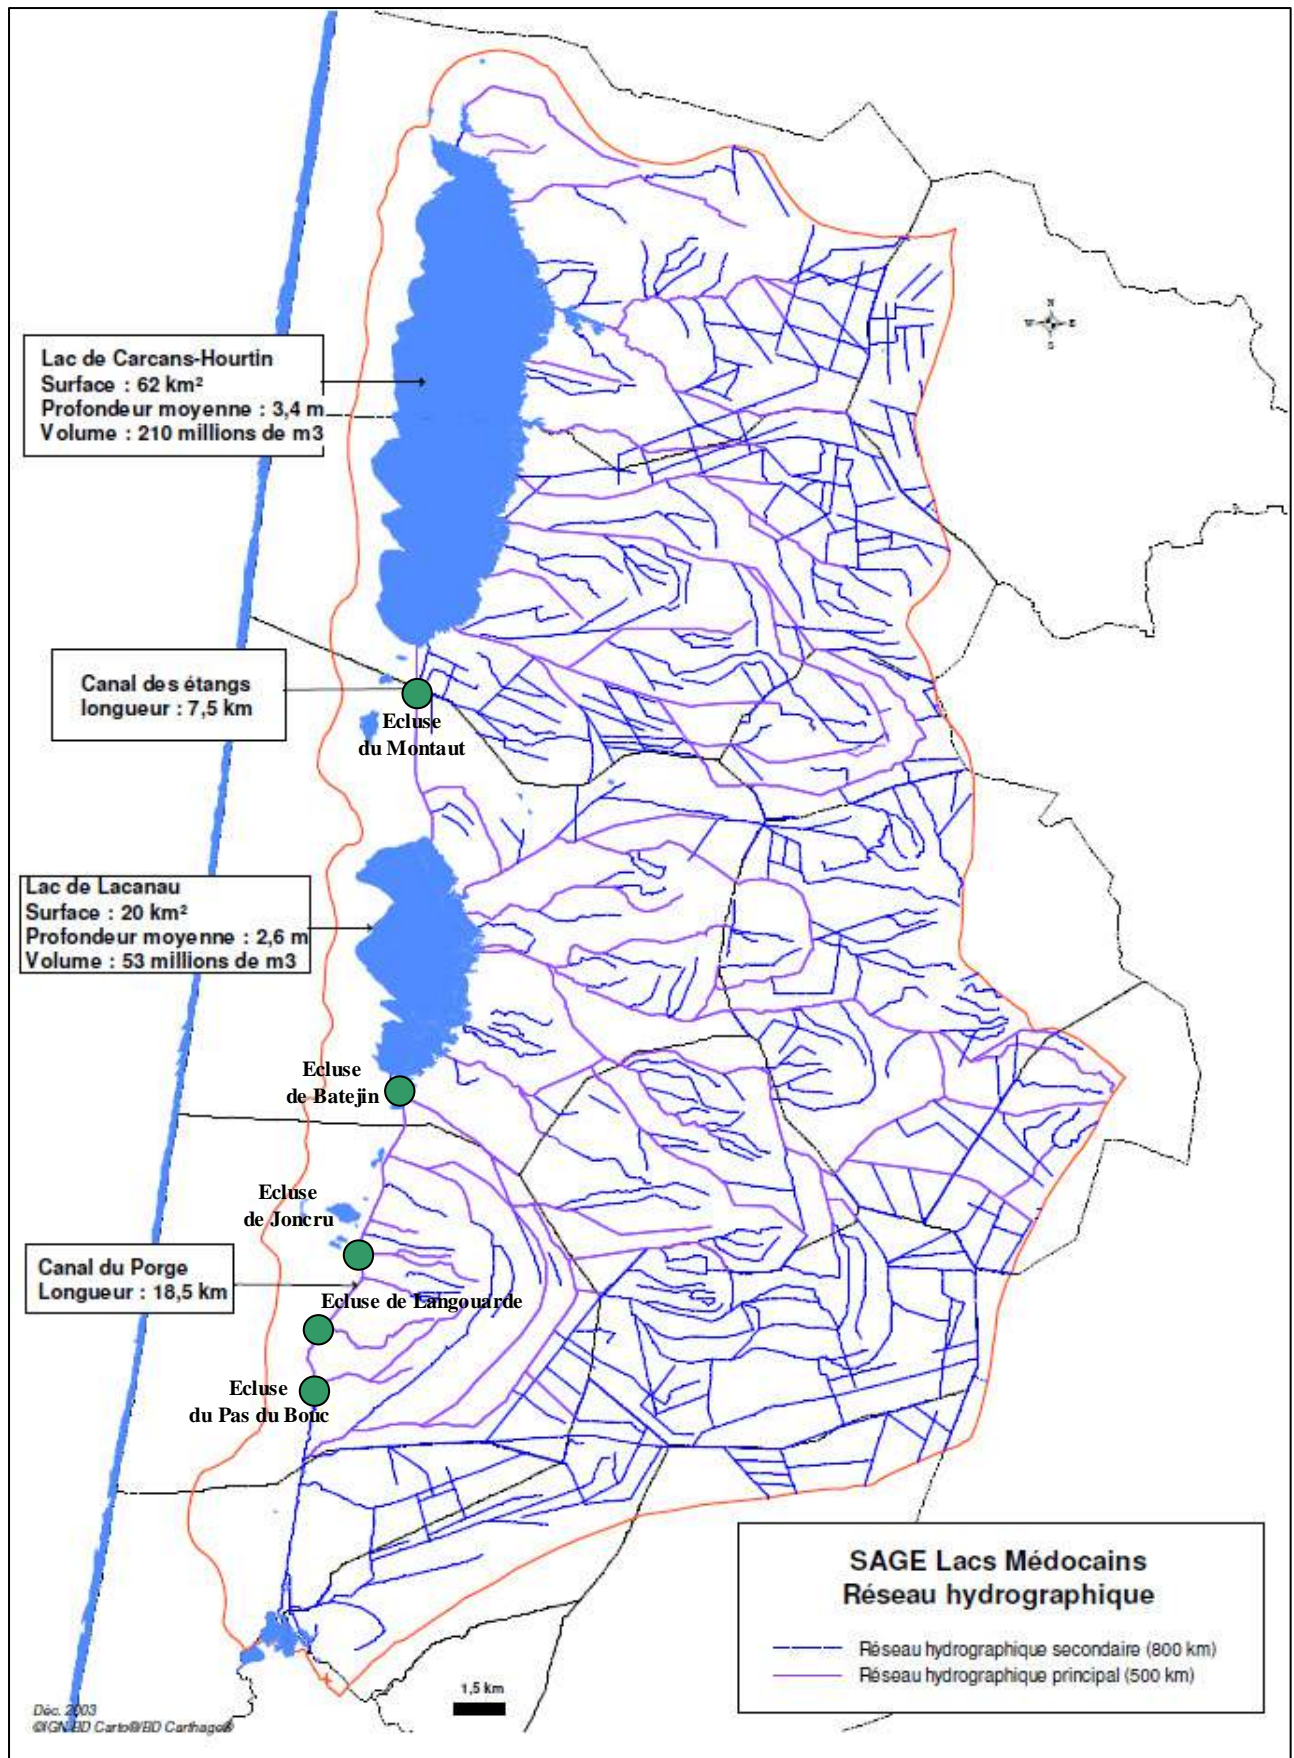 N
W E
S
Lac de Carcans-Hourtin
Surface : 62 km²
Profondeur moyenne : 3,4 m
Volume : 210 millions de m3
Canal des étangs
longueur : 7,5 km
Ecluse
du Montaut
Lac de Lacanau
Surface : 20 km²
Profondeur moyenne : 2,6 m
Volume : 53 millions de m3
Ecluse
de Batejin
Ecluse
de Joncru
Canal du Porge
Longueur : 18,5 km
Ecluse de Langouarde
Ecluse
du Pas du Bouc
SAGE Lacs Médocains
Réseau hydrographique
Réseau hydrographique secondaire (800 km)
Réseau hydrographique principal (500 km)
1,5 km
Déc. 2003
©IGN BD Carto®/BD Carthage®